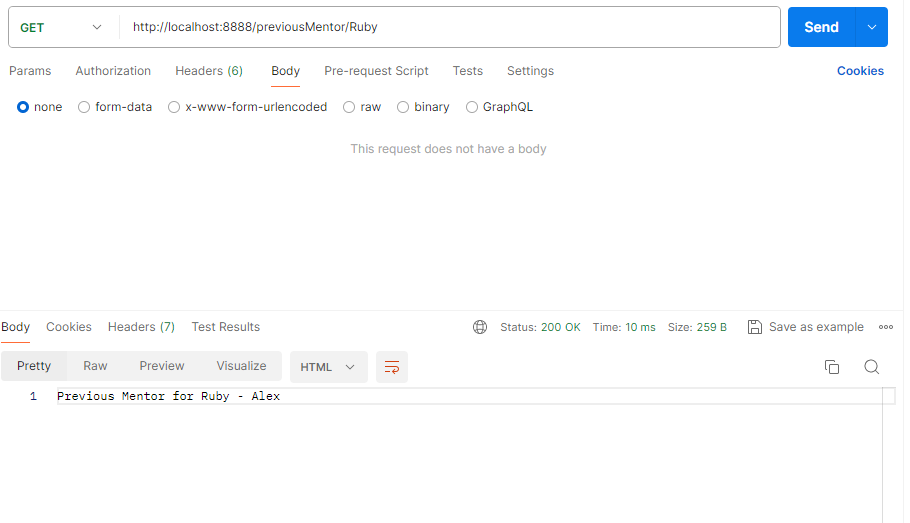 GET http://localhost:8888/previousMentor/Ruby Send
Params Authorization Headers (6) Body Pre-request Script Tests Settings Cookies
none form-data x-www-form-urlencoded raw binary GraphQL
This request does not have a body
Body Cookies Headers (7) Test Results Status: 200 OK Time: 10 ms Size: 259 B Save as example
Pretty Raw Preview Visualize HTML
1 Previous Mentor for Ruby - Alex